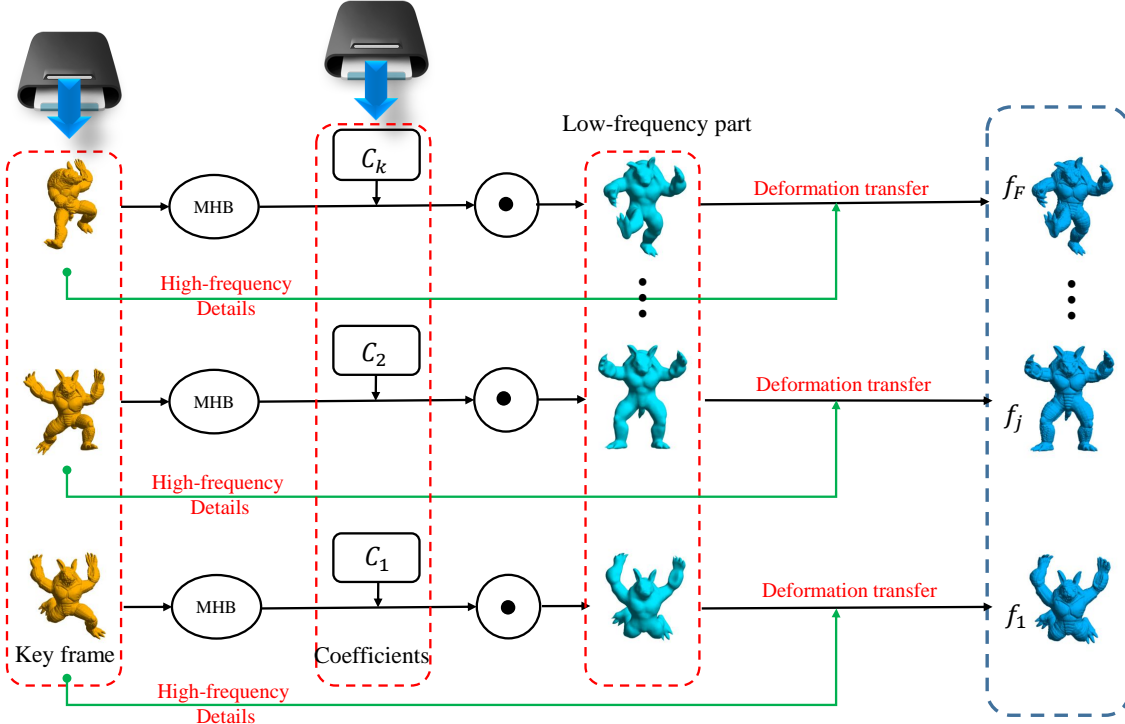 Low-frequency part
C_k
Deformation transfer
f_F
MHB
High-frequency
Details
C_2
Deformation transfer
MHB
f_j
High-frequency
Details
C_1
Deformation transfer
MHB
f_1
Key frame
Coefficients
High-frequency
Details